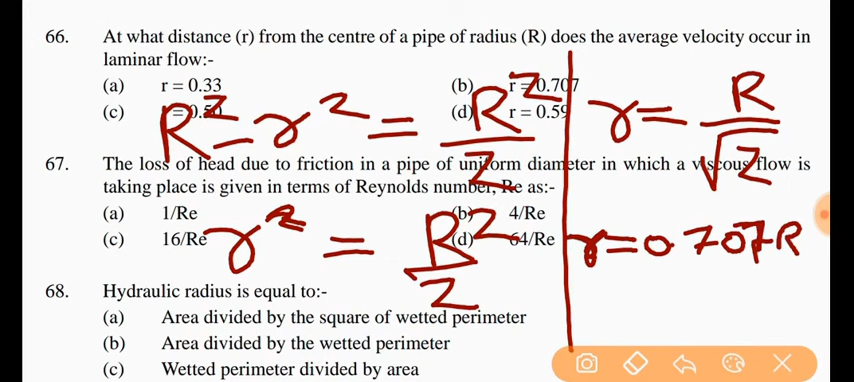 66. At what distance (r) from the centre of a pipe of radius (R) does the average velocity occur in
laminar flow:-
(a) r = 0.33 (b) r = 0.707
(c) r = 0.50 (d) r = 0.59
R² - r² = R²/2
r² = R²/2
r = R/√2
r = 0.707R
67. The loss of head due to friction in a pipe of uniform diameter in which a viscous flow is
taking place is given in terms of Reynolds number, Re as:-
(a) 1/Re (b) 4/Re
(c) 16/Re (d) 64/Re
68. Hydraulic radius is equal to:-
(a) Area divided by the square of wetted perimeter
(b) Area divided by the wetted perimeter
(c) Wetted perimeter divided by area